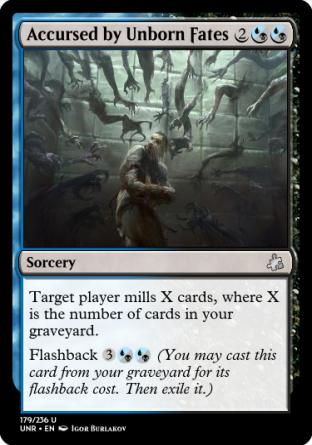 Accursed by Unborn Fates 2
Sorcery
Target player mills X cards, where X
is the number of cards in your
graveyard.
Flashback 3 (You may cast this
card from your graveyard for its
flashback cost. Then exile it.)
179/236 U
UNR • EN Igor Burlakov